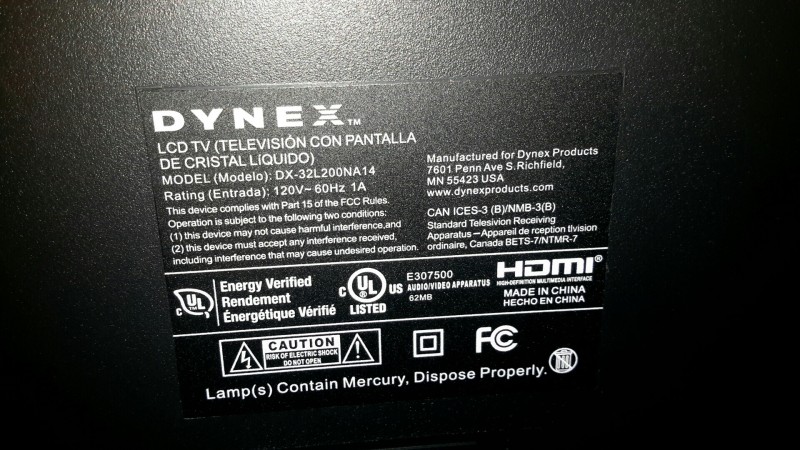 DYNEX™
LCD TV (TELEVISIÓN CON PANTALLA
DE CRISTAL LíQUIDO)
MODEL (Modelo): DX-32L200NA14
Rating (Entrada): 120V~ 60Hz 1A
This device complies with Part 15 of the FCC Rules.
Operation is subject to the following two conditions:
(1) this device may not cause harmful interference,and
(2) this device must accept any interference received,
including interference that may cause undesired operation.
Manufactured for Dynex Products
7601 Penn Ave S.Richfield,
MN 55423 USA
www.dynexproducts.com
CAN ICES-3 (B)/NMB-3(B)
Standard Television Receiving
Apparatus–Appareil de rception tlvision
ordinaire, Canada BETS-7/NTMR-7
C UL
Energy Verified
Rendement
Énergétique Vérifié
C UL US
LISTED
E307500
AUDIO/VIDEO APPARATUS
62MB
HDMI®
HIGH-DEFINITION MULTIMEDIA INTERFACE
MADE IN CHINA
HECHO EN CHINA
CAUTION
RISK OF ELECTRIC SHOCK
DO NOT OPEN
FC
Lamp(s) Contain Mercury, Dispose Properly.